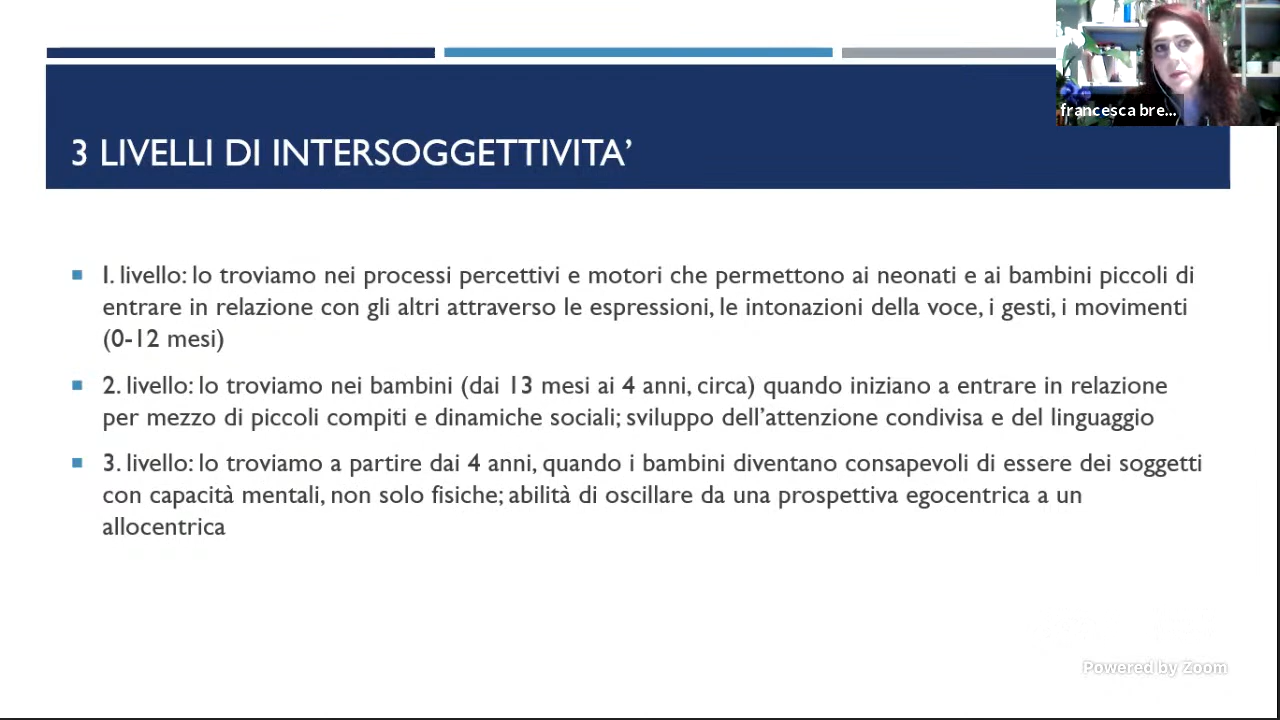 francesca bre...
3 LIVELLI DI INTERSOGGETTIVITA’
1. livello: lo troviamo nei processi percettivi e motori che permettono ai neonati e ai bambini piccoli di
entrare in relazione con gli altri attraverso le espressioni, le intonazioni della voce, i gesti, i movimenti
(0-12 mesi)
2. livello: lo troviamo nei bambini (dai 13 mesi ai 4 anni, circa) quando iniziano a entrare in relazione
per mezzo di piccoli compiti e dinamiche sociali; sviluppo dell’attenzione condivisa e del linguaggio
3. livello: lo troviamo a partire dai 4 anni, quando i bambini diventano consapevoli di essere dei soggetti
con capacità mentali, non solo fisiche; abilità di oscillare da una prospettiva egocentrica a un
allocentrica
Powered by Zoom